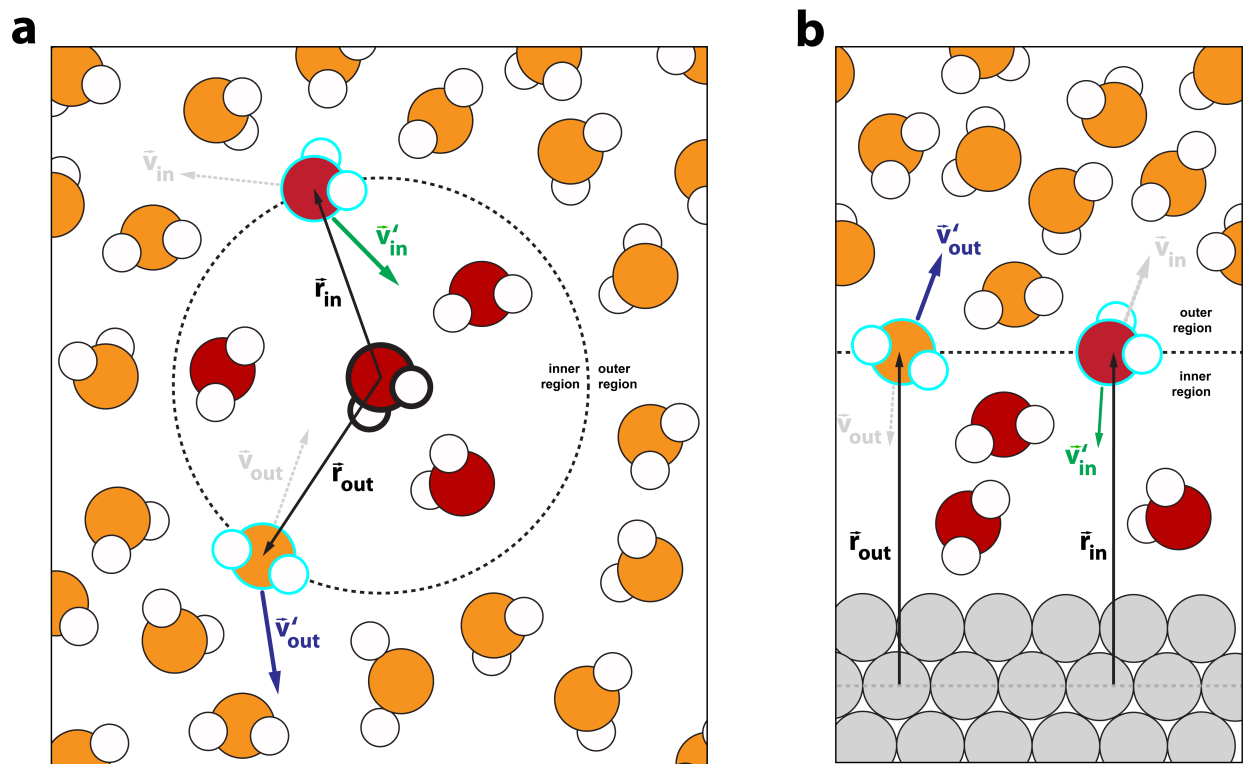 a
v⃗in
v⃗'in
r⃗in
inner outer
region region
v⃗out
r⃗out
v⃗'out
b
v⃗'out
v⃗in
outer
region
inner
region
v⃗out
v⃗'in
r⃗out
r⃗in